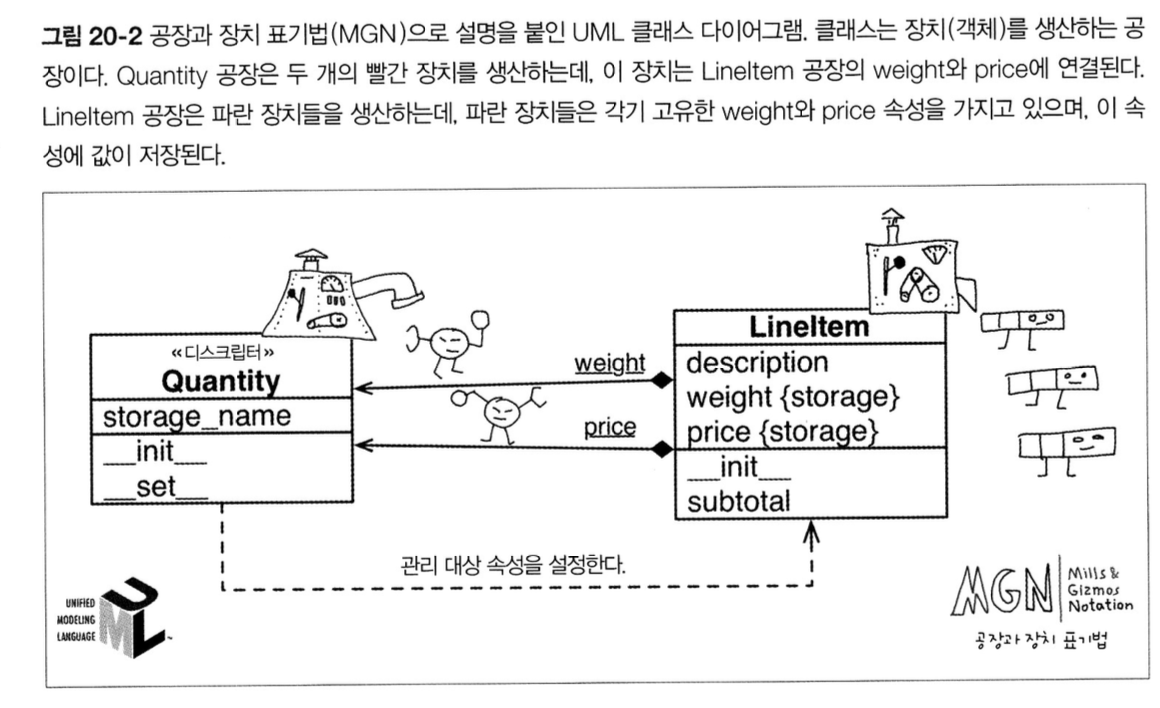 그림 20-2 공장과 장치 표기법(MGN)으로 설명을 붙인 UML 클래스 다이어그램. 클래스는 장치(객체)를 생산하는 공
장이다. Quantity 공장은 두 개의 빨간 장치를 생산하는데, 이 장치는 LineItem 공장의 weight와 price에 연결된다.
LineItem 공장은 파란 장치들을 생산하는데, 파란 장치들은 각기 고유한 weight와 price 속성을 가지고 있으며, 이 속
성에 값이 저장된다.
«디스크립터»
Quantity
storage_name
__init__
__set__
weight
price
LineItem
description
weight {storage}
price {storage}
__init__
subtotal
관리 대상 속성을 설정한다.
UNIFIED
MODELING
LANGUAGE
UML
™
MGN
Mills &
Gizmos
Notation
공장과 장치 표기법